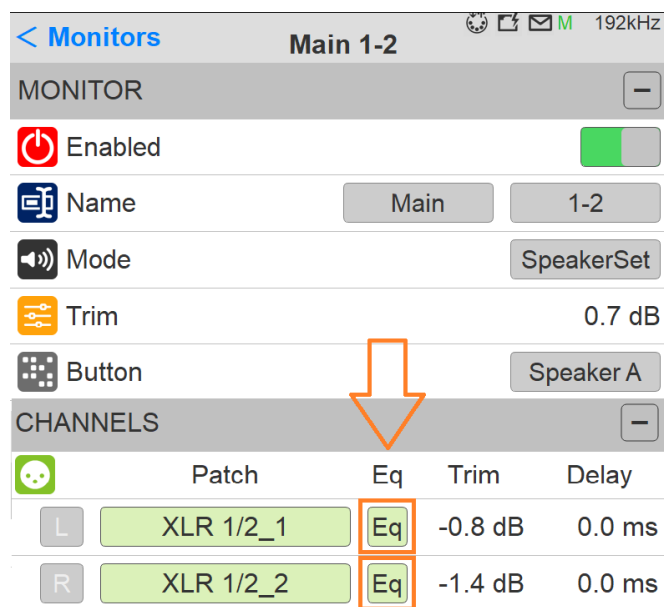 < Monitors Main 1-2 M 192kHz
MONITOR
Enabled
Name Main 1-2
Mode SpeakerSet
Trim 0.7 dB
Button Speaker A
CHANNELS
Patch Eq Trim Delay
L XLR 1/2_1 Eq -0.8 dB 0.0 ms
R XLR 1/2_2 Eq -1.4 dB 0.0 ms